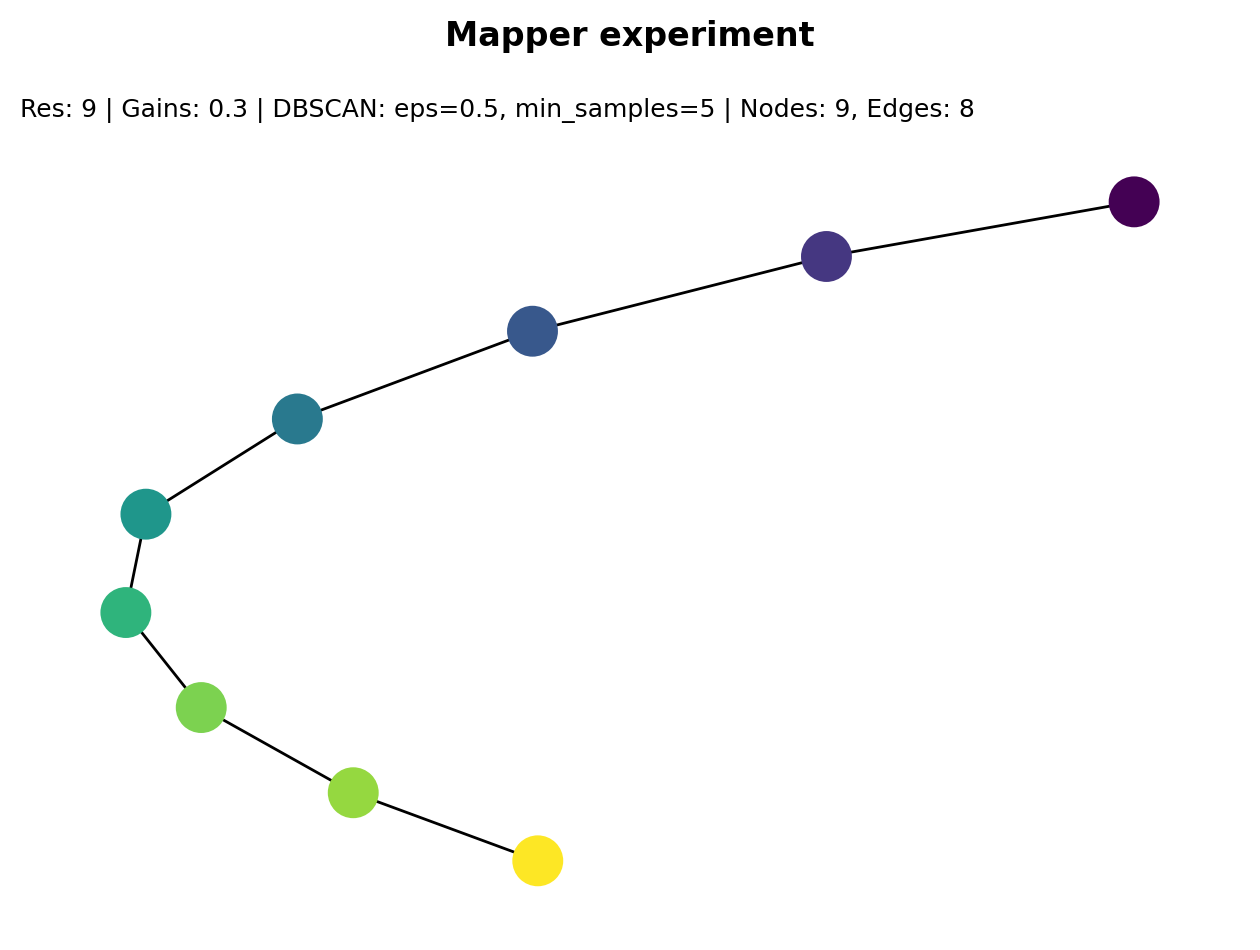 Mapper experiment
Res: 9 | Gains: 0.3 | DBSCAN: eps=0.5, min_samples=5 | Nodes: 9, Edges: 8